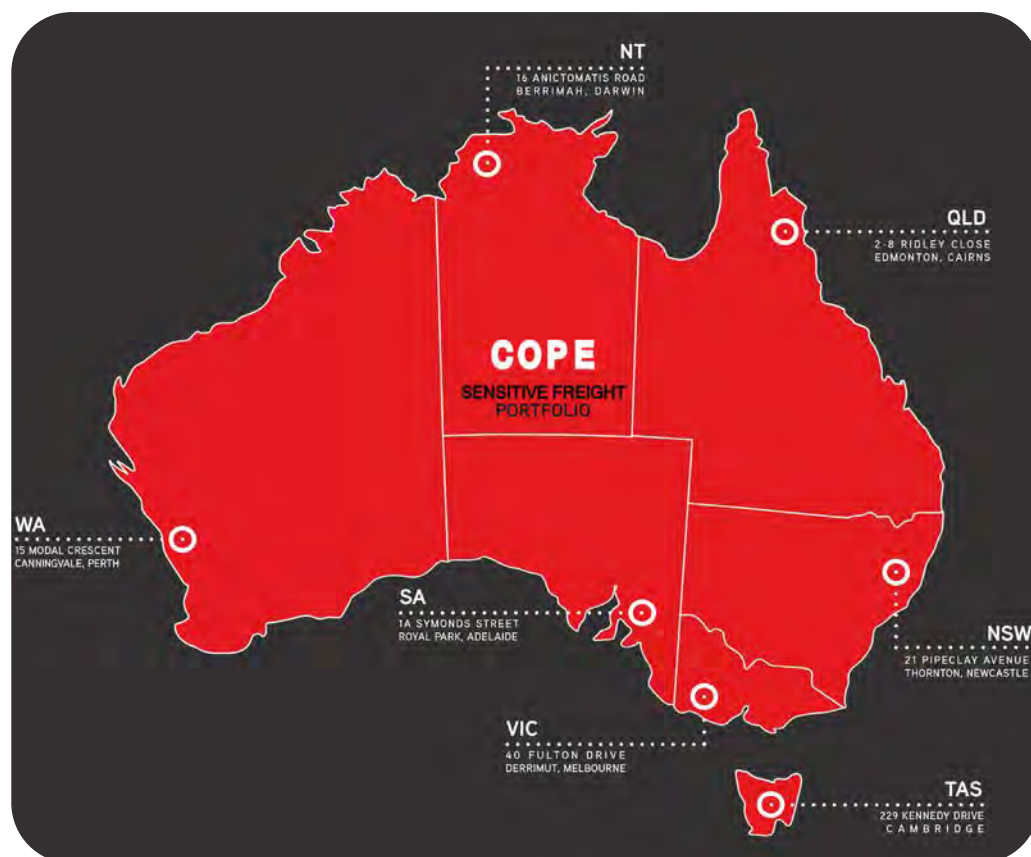 NT
16 ANICTOMATIS ROAD
BERRIMAH, DARWIN
QLD
2-8 RIDLEY CLOSE
EDMONTON, CAIRNS
COPE
SENSITIVE FREIGHT
PORTFOLIO
WA
15 MODAL CRESCENT
CANNINGVALE, PERTH
SA
1A SYMONDS STREET
ROYAL PARK, ADELAIDE
NSW
21 PIPECLAY AVENUE
THORNTON, NEWCASTLE
VIC
40 FULTON DRIVE
DERRIMUT, MELBOURNE
TAS
229 KENNEDY DRIVE
CAMBRIDGE